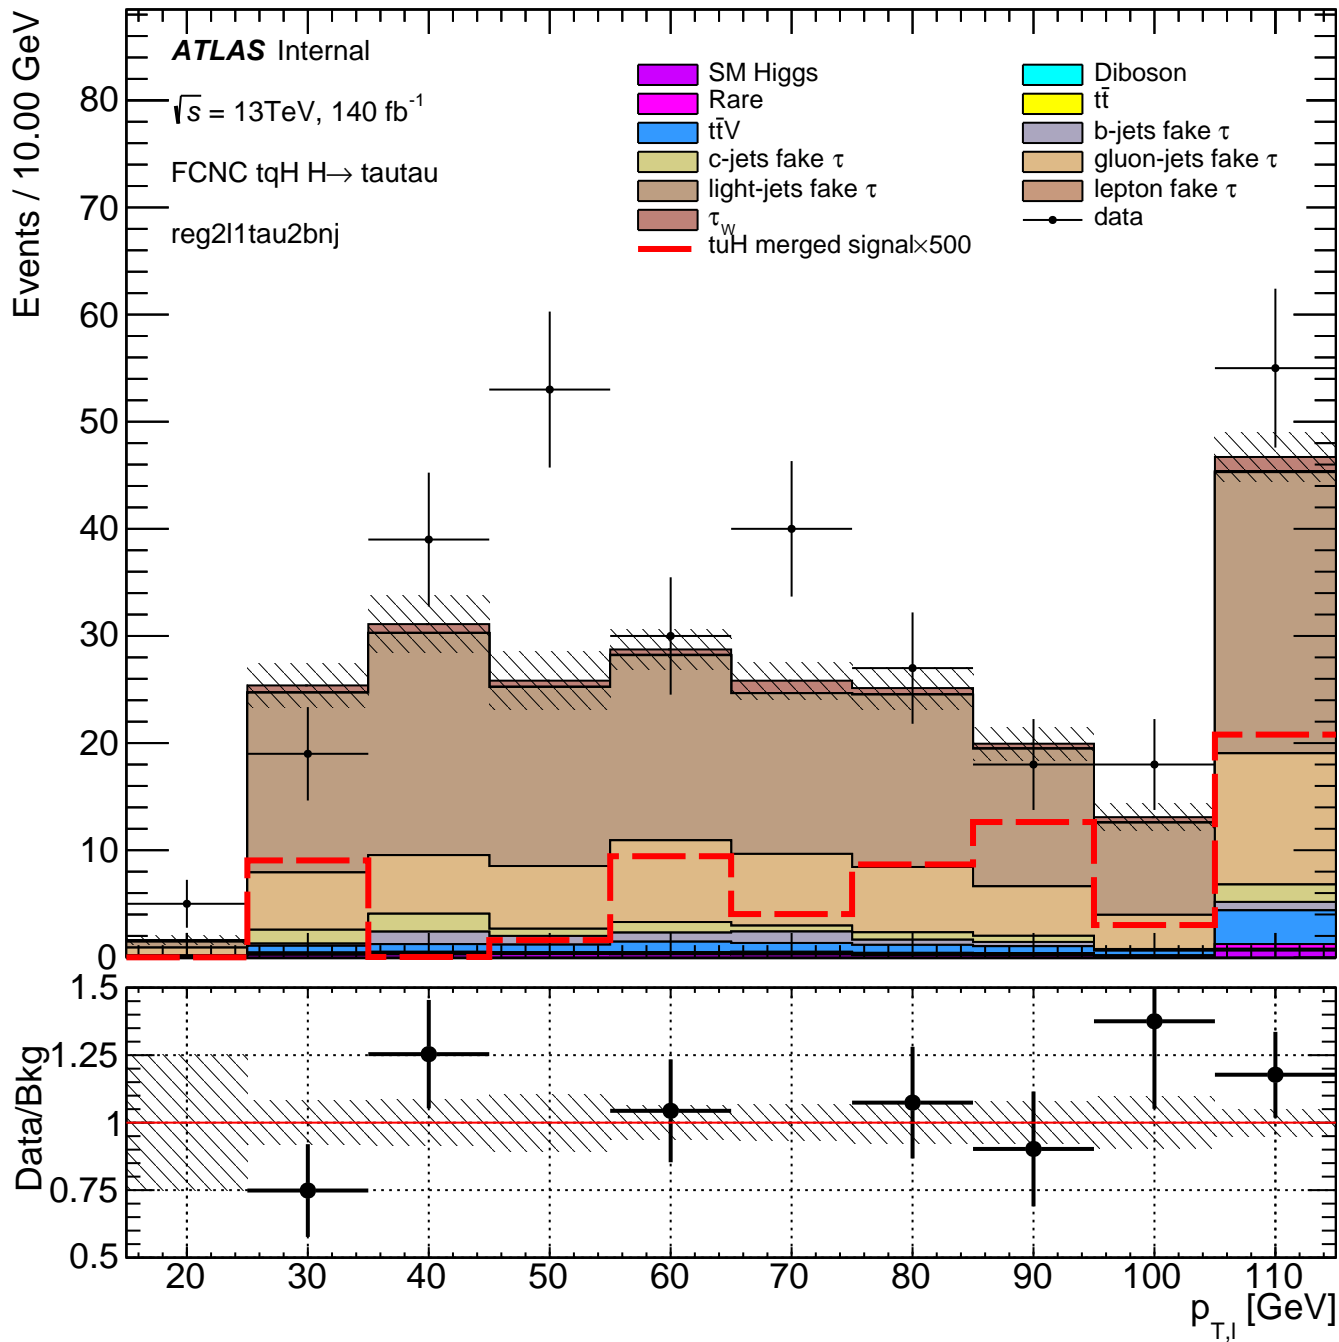 Events / 10.00 GeV
ATLAS Internal
√s = 13TeV, 140 fb⁻¹
FCNC tqH H→ tautau
reg2l1tau2bnj
SM Higgs
Rare
tt̄V
c-jets fake τ
light-jets fake τ
τ_W
tuH merged signal×500
Diboson
tt̄
b-jets fake τ
gluon-jets fake τ
lepton fake τ
data
80
70
60
50
40
30
20
10
0
Data/Bkg
1.5
1.25
1
0.75
0.5
20 30 40 50 60 70 80 90 100 110
p_T,l [GeV]